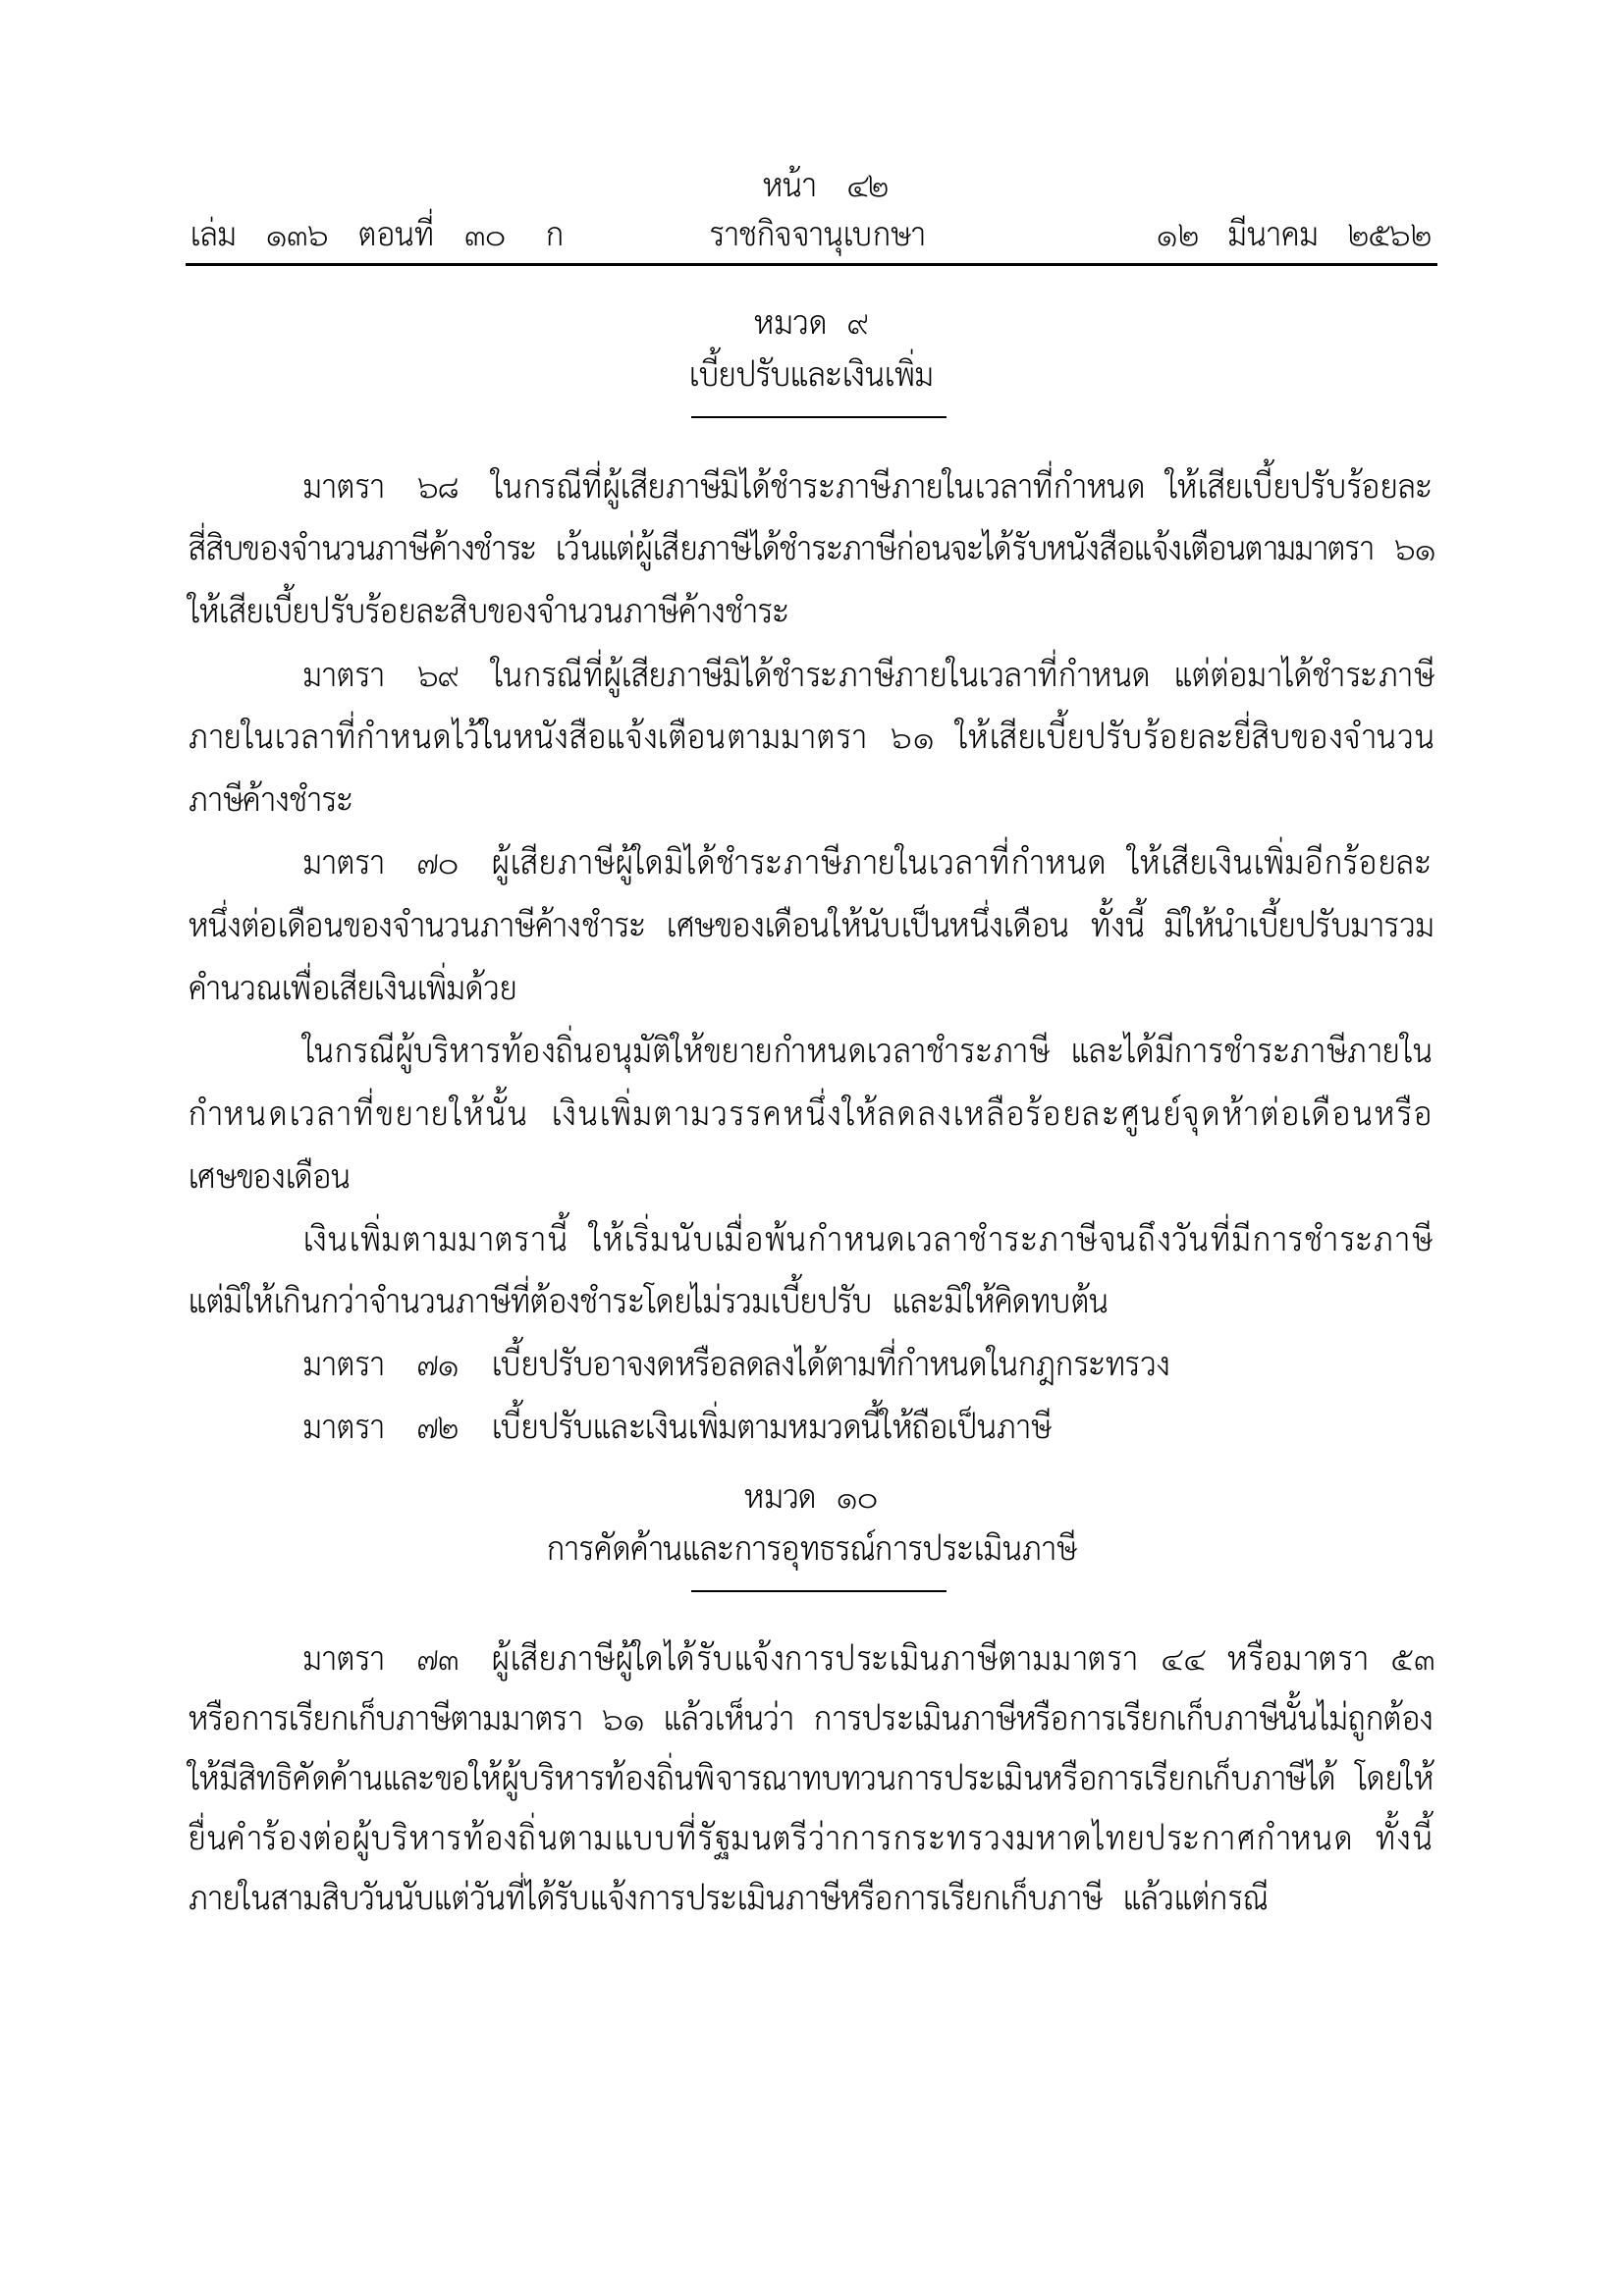 หน้า ๔๒
เล่ม ๑๓๖ ตอนที่ ๓๐ ก ราชกิจจานุเบกษา ๑๒ มีนาคม ๒๕๖๒
หมวด ๙
เบี้ยปรับและเงินเพิ่ม
มาตรา ๖๘ ในกรณีที่ผู้เสียภาษีมิได้ชำระภาษีภายในเวลาที่กำหนด ให้เสียเบี้ยปรับร้อยละ
สี่สิบของจำนวนภาษีค้างชำระ เว้นแต่ผู้เสียภาษีได้ชำระภาษีก่อนจะได้รับหนังสือแจ้งเตือนตามมาตรา ๖๑
ให้เสียเบี้ยปรับร้อยละสิบของจำนวนภาษีค้างชำระ
มาตรา ๖๙ ในกรณีที่ผู้เสียภาษีมิได้ชำระภาษีภายในเวลาที่กำหนด แต่ต่อมาได้ชำระภาษี
ภายในเวลาที่กำหนดไว้ในหนังสือแจ้งเตือนตามมาตรา ๖๑ ให้เสียเบี้ยปรับร้อยละยี่สิบของจำนวน
ภาษีค้างชำระ
มาตรา ๗๐ ผู้เสียภาษีผู้ใดมิได้ชำระภาษีภายในเวลาที่กำหนด ให้เสียเงินเพิ่มอีกร้อยละ
หนึ่งต่อเดือนของจำนวนภาษีค้างชำระ เศษของเดือนให้นับเป็นหนึ่งเดือน ทั้งนี้ มิให้นำเบี้ยปรับมารวม
คำนวณเพื่อเสียเงินเพิ่มด้วย
ในกรณีผู้บริหารท้องถิ่นอนุมัติให้ขยายกำหนดเวลาชำระภาษี และได้มีการชำระภาษีภายใน
กำหนดเวลาที่ขยายให้นั้น เงินเพิ่มตามวรรคหนึ่งให้ลดลงเหลือร้อยละศูนย์จุดห้าต่อเดือนหรือ
เศษของเดือน
เงินเพิ่มตามมาตรานี้ ให้เริ่มนับเมื่อพ้นกำหนดเวลาชำระภาษีจนถึงวันที่มีการชำระภาษี
แต่มิให้เกินกว่าจำนวนภาษีที่ต้องชำระโดยไม่รวมเบี้ยปรับ และมิให้คิดทบต้น
มาตรา ๗๑ เบี้ยปรับอาจงดหรือลดลงได้ตามที่กำหนดในกฎกระทรวง
มาตรา ๗๒ เบี้ยปรับและเงินเพิ่มตามหมวดนี้ให้ถือเป็นภาษี
หมวด ๑๐
การคัดค้านและการอุทธรณ์การประเมินภาษี
มาตรา ๗๓ ผู้เสียภาษีผู้ใดได้รับแจ้งการประเมินภาษีตามมาตรา ๔๔ หรือมาตรา ๕๓
หรือการเรียกเก็บภาษีตามมาตรา ๖๑ แล้วเห็นว่า การประเมินภาษีหรือการเรียกเก็บภาษีนั้นไม่ถูกต้อง
ให้มีสิทธิคัดค้านและขอให้ผู้บริหารท้องถิ่นพิจารณาทบทวนการประเมินหรือการเรียกเก็บภาษีได้ โดยให้
ยื่นคำร้องต่อผู้บริหารท้องถิ่นตามแบบที่รัฐมนตรีว่าการกระทรวงมหาดไทยประกาศกำหนด ทั้งนี้
ภายในสามสิบวันนับแต่วันที่ได้รับแจ้งการประเมินภาษีหรือการเรียกเก็บภาษี แล้วแต่กรณี